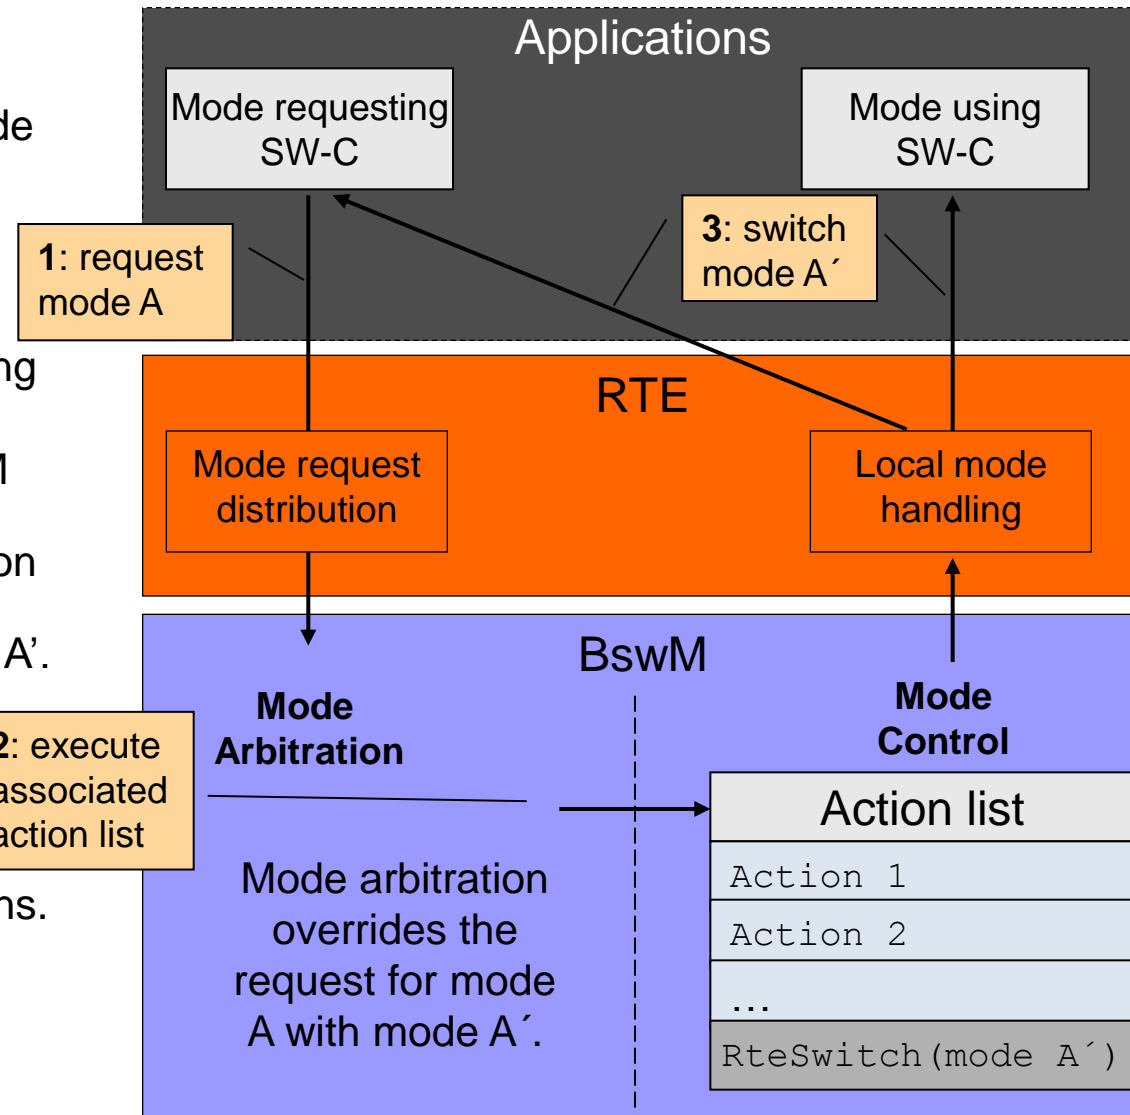 Applications
Mode requesting
SW-C
Mode using
SW-C
1: request
mode A
3: switch
mode A´
RTE
Mode request
distribution
Local mode
handling
A’.
BswM
Mode
Arbitration
Mode
Control
2: execute
associated
action list
Action list
Action 1
Action 2
…
RteSwitch(mode A´)
Mode arbitration
overrides the
request for mode
A with mode A´.